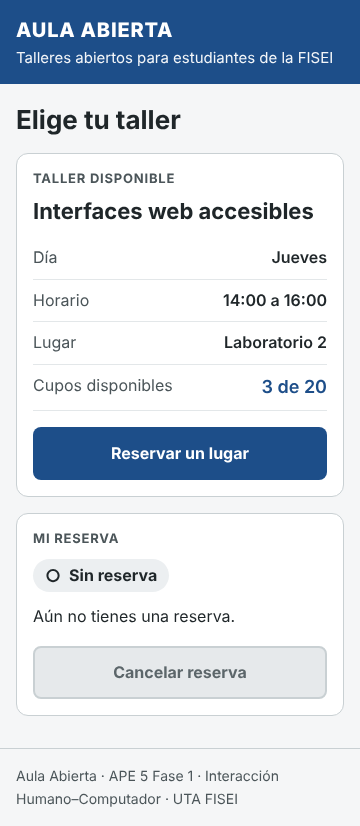 AULA ABIERTA
Talleres abiertos para estudiantes de la FISEI
Elige tu taller
TALLER DISPONIBLE
Interfaces web accesibles
Día Jueves
Horario 14:00 a 16:00
Lugar Laboratorio 2
Cupos disponibles 3 de 20
Reservar un lugar
MI RESERVA
Sin reserva
Aún no tienes una reserva.
Cancelar reserva
Aula Abierta · APE 5 Fase 1 · Interacción
Humano–Computador · UTA FISEI